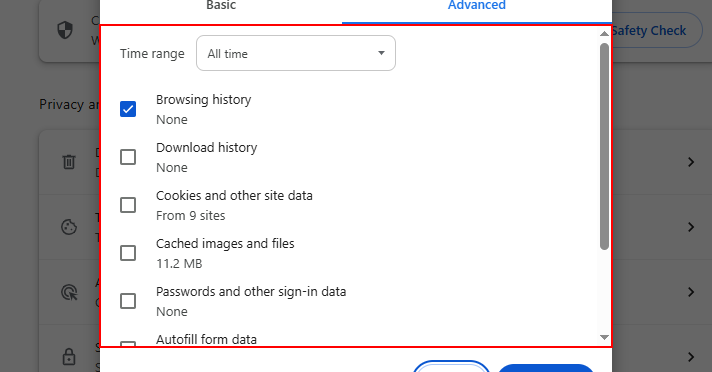 Basic
Advanced
Safety Check
Time range
All time
Privacy an
Browsing history
None
Download history
None
Cookies and other site data
From 9 sites
Cached images and files
11.2 MB
Passwords and other sign-in data
None
Autofill form data